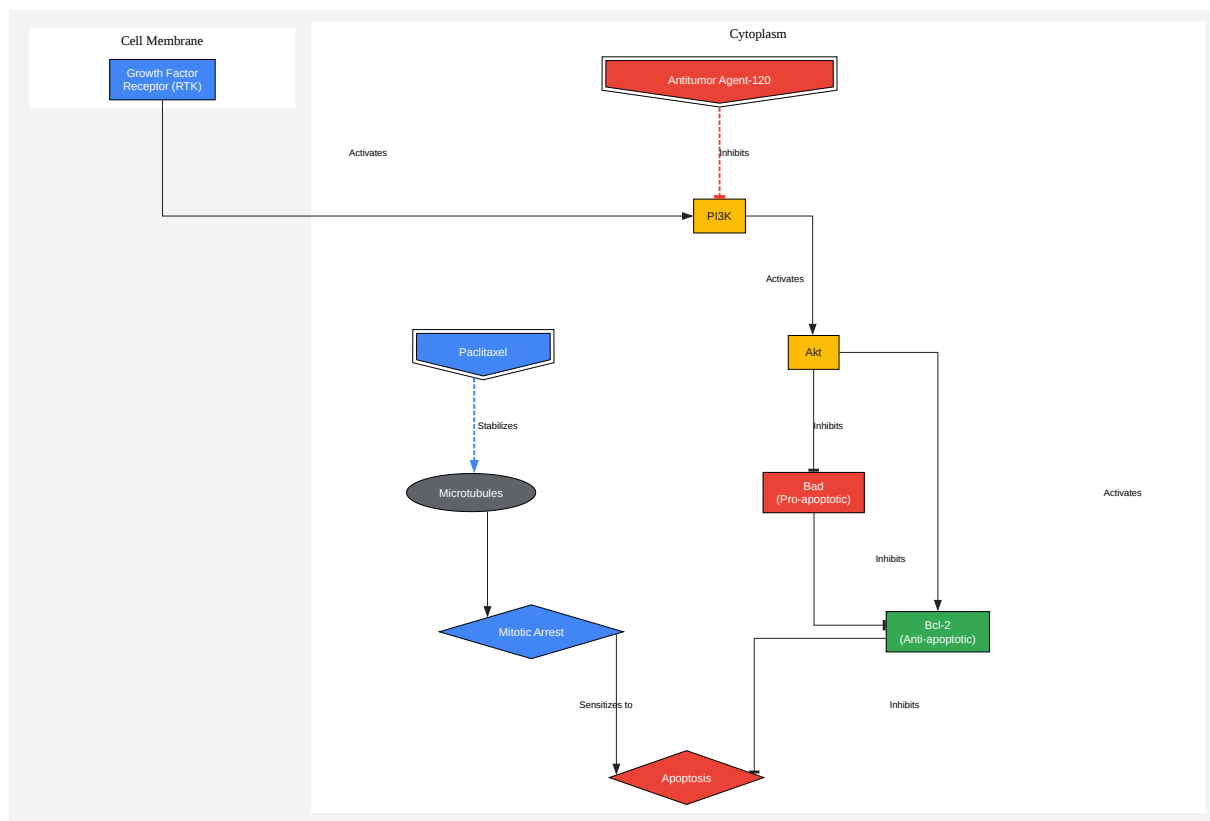 Cell Membrane
Cytoplasm
Growth Factor
Receptor (RTK)
Antitumor Agent-120
Activates
Inhibits
PI3K
Activates
Paclitaxel
Akt
Stabilizes
Inhibits
Microtubules
Bad
(Pro-apoptotic)
Activates
Inhibits
Mitotic Arrest
Bcl-2
(Anti-apoptotic)
Sensitizes to
Inhibits
Apoptosis